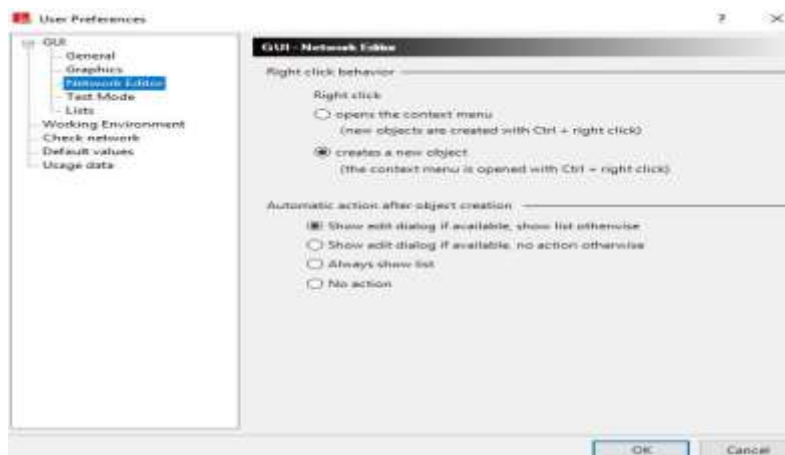 User Preferences
?
GUI
General
Graphics
Network Editor
Test Mode
Lists
Working Environment
Check network
Default values
Usage data
GUI - Network Editor
Right click behavior
Right click
opens the context menu
(new objects are created with Ctrl + right click)
creates a new object
(the context menu is opened with Ctrl + right click)
Automatic action after object creation
Show edit dialog if available, show list otherwise
Show edit dialog if available, no action otherwise
Always show list
No action
OK
Cancel